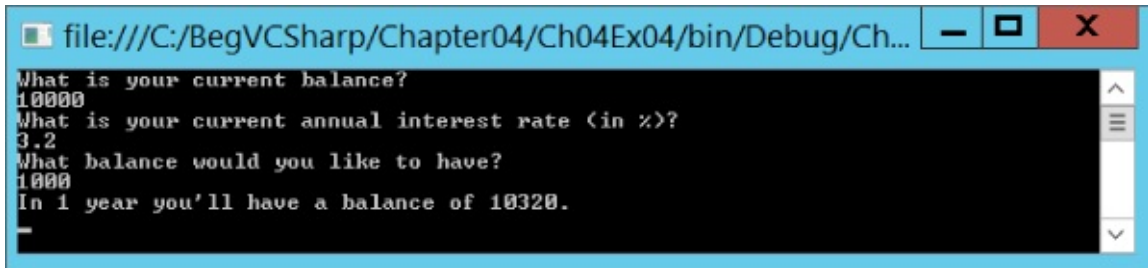 file:///C:/BegVCSharp/Chapter04/Ch04Ex04/bin/Debug/Ch...
What is your current balance?
10000
What is your current annual interest rate (in %)?
3.2
What balance would you like to have?
1000
In 1 year you'll have a balance of 10320.